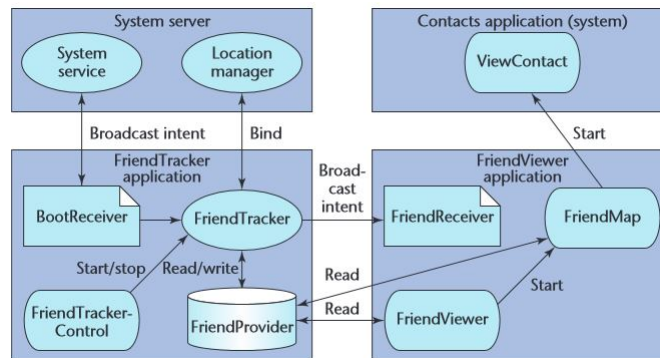 System server
System
service
Location
manager
Contacts application (system)
ViewContact
Broadcast intent
Bind
Start
FriendTracker
application
BootReceiver
FriendTracker
Broad-
cast
intent
FriendViewer
application
FriendReceiver
FriendMap
Start/stop
Read/write
Read
Start
FriendTracker-
Control
FriendProvider
Read
FriendViewer